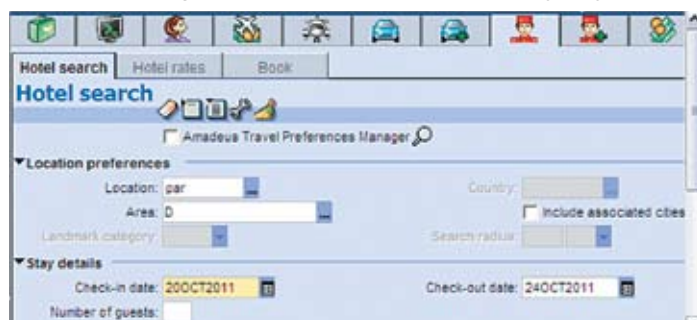 Hotel search Hotel rates Book
Hotel search
Amadeus Travel Preferences Manager
Location preferences
Location: par Country:
Area: D Include associated cities
Landmark category: Search radius:
Stay details
Check-in date: 20OCT2011 Check-out date: 24OCT2011
Number of guests: